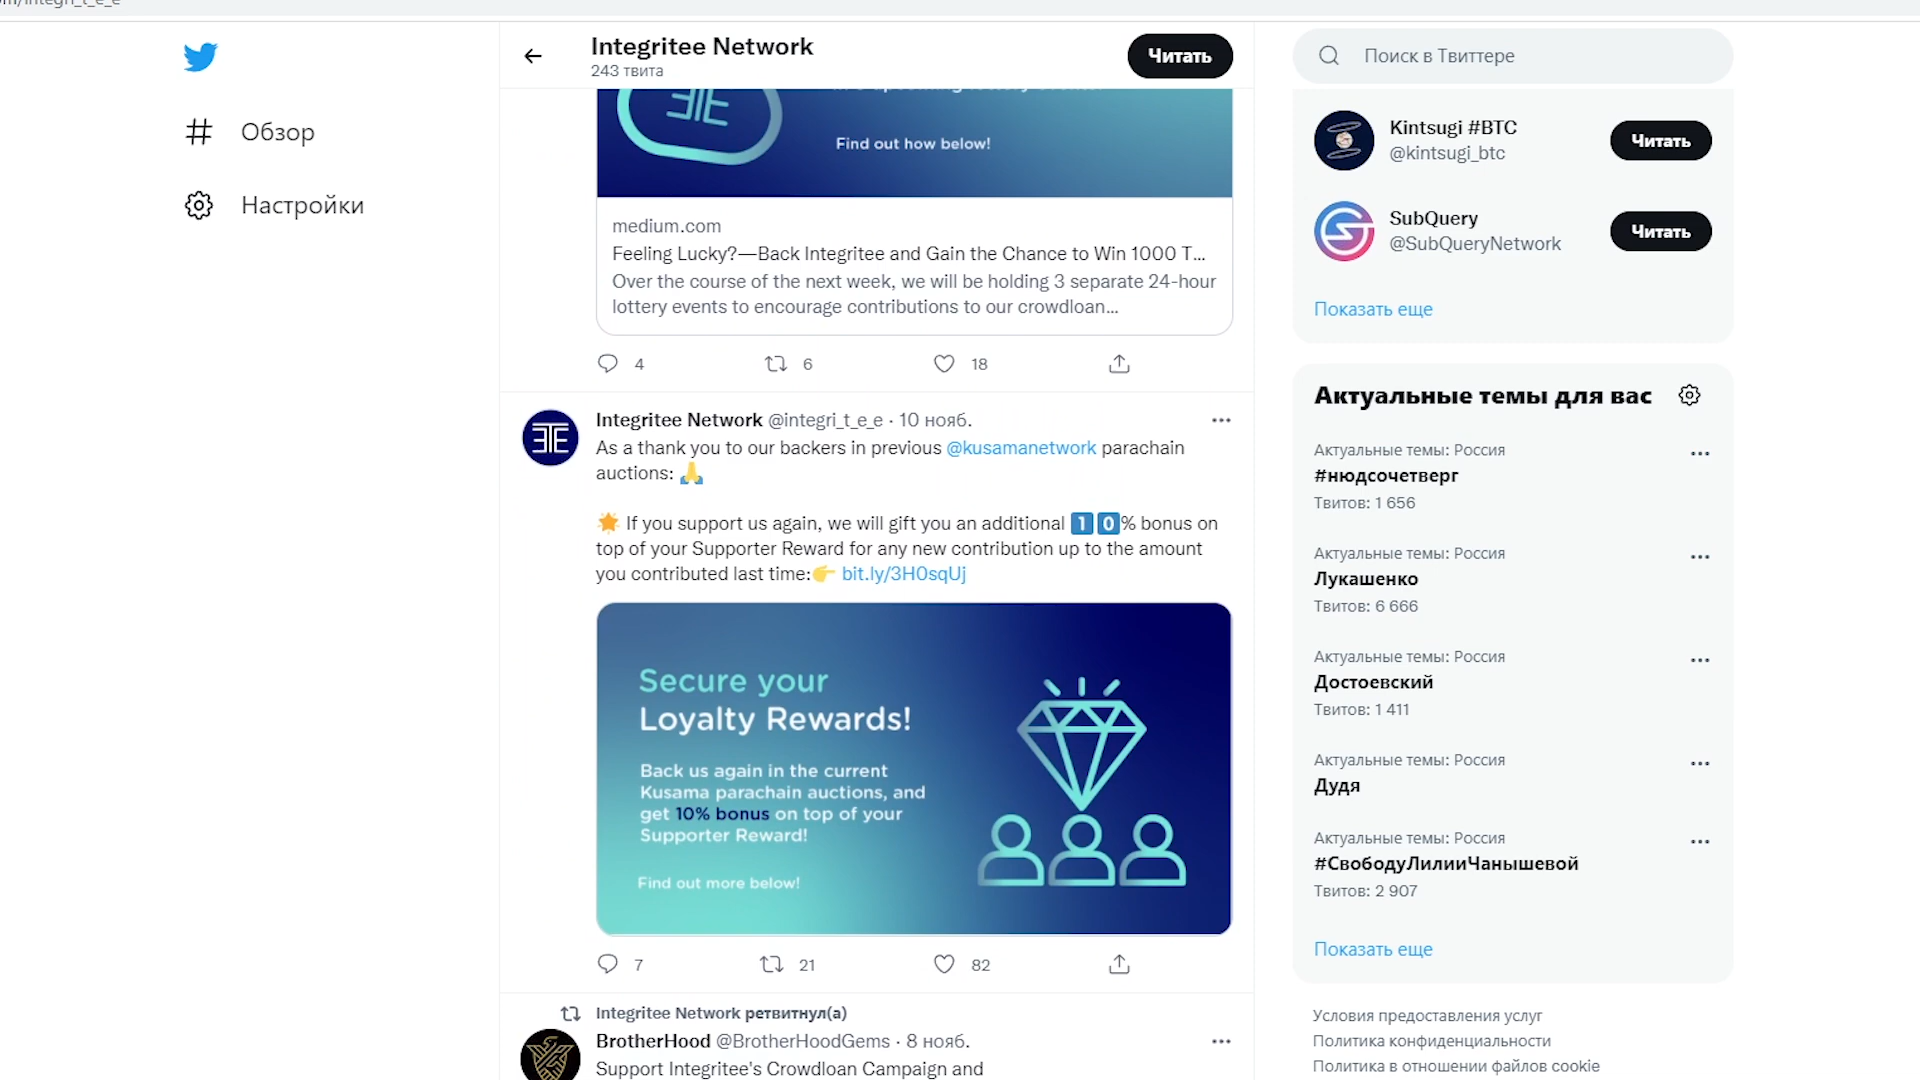 Обзор
Настройки
Integritee Network
243 твита
Читать
Find out how below!
medium.com
Feeling Lucky?—Back Integritee and Gain the Chance to Win 1000 T...
Over the course of the next week, we will be holding 3 separate 24-hour
lottery events to encourage contributions to our crowdloan...
4 6 18
Integritee Network @integri_t_e_e · 10 нояб.
As a thank you to our backers in previous @kusamanetwork parachain
auctions: 🙏
🌟 If you support us again, we will gift you an additional 1️⃣0️⃣% bonus on
top of your Supporter Reward for any new contribution up to the amount
you contributed last time:👉 bit.ly/3H0sqUj
Secure your
Loyalty Rewards!
Back us again in the current
Kusama parachain auctions, and
get 10% bonus on top of your
Supporter Reward!
Find out more below!
7 21 82
Integritee Network ретвитнул(а)
BrotherHood @BrotherHoodGems · 8 нояб.
Support Integritee's Crowdloan Campaign and
Поиск в Твиттере
Kintsugi #BTC
@kintsugi_btc
Читать
SubQuery
@SubQueryNetwork
Читать
Показать еще
Актуальные темы для вас
Актуальные темы: Россия
#нюдсочетверг
Твитов: 1 656
Актуальные темы: Россия
Лукашенко
Твитов: 6 666
Актуальные темы: Россия
Достоевский
Твитов: 1 411
Актуальные темы: Россия
Дудя
Актуальные темы: Россия
#СвободуЛилииЧанышевой
Твитов: 2 907
Показать еще
Условия предоставления услуг
Политика конфиденциальности
Политика в отношении файлов cookie